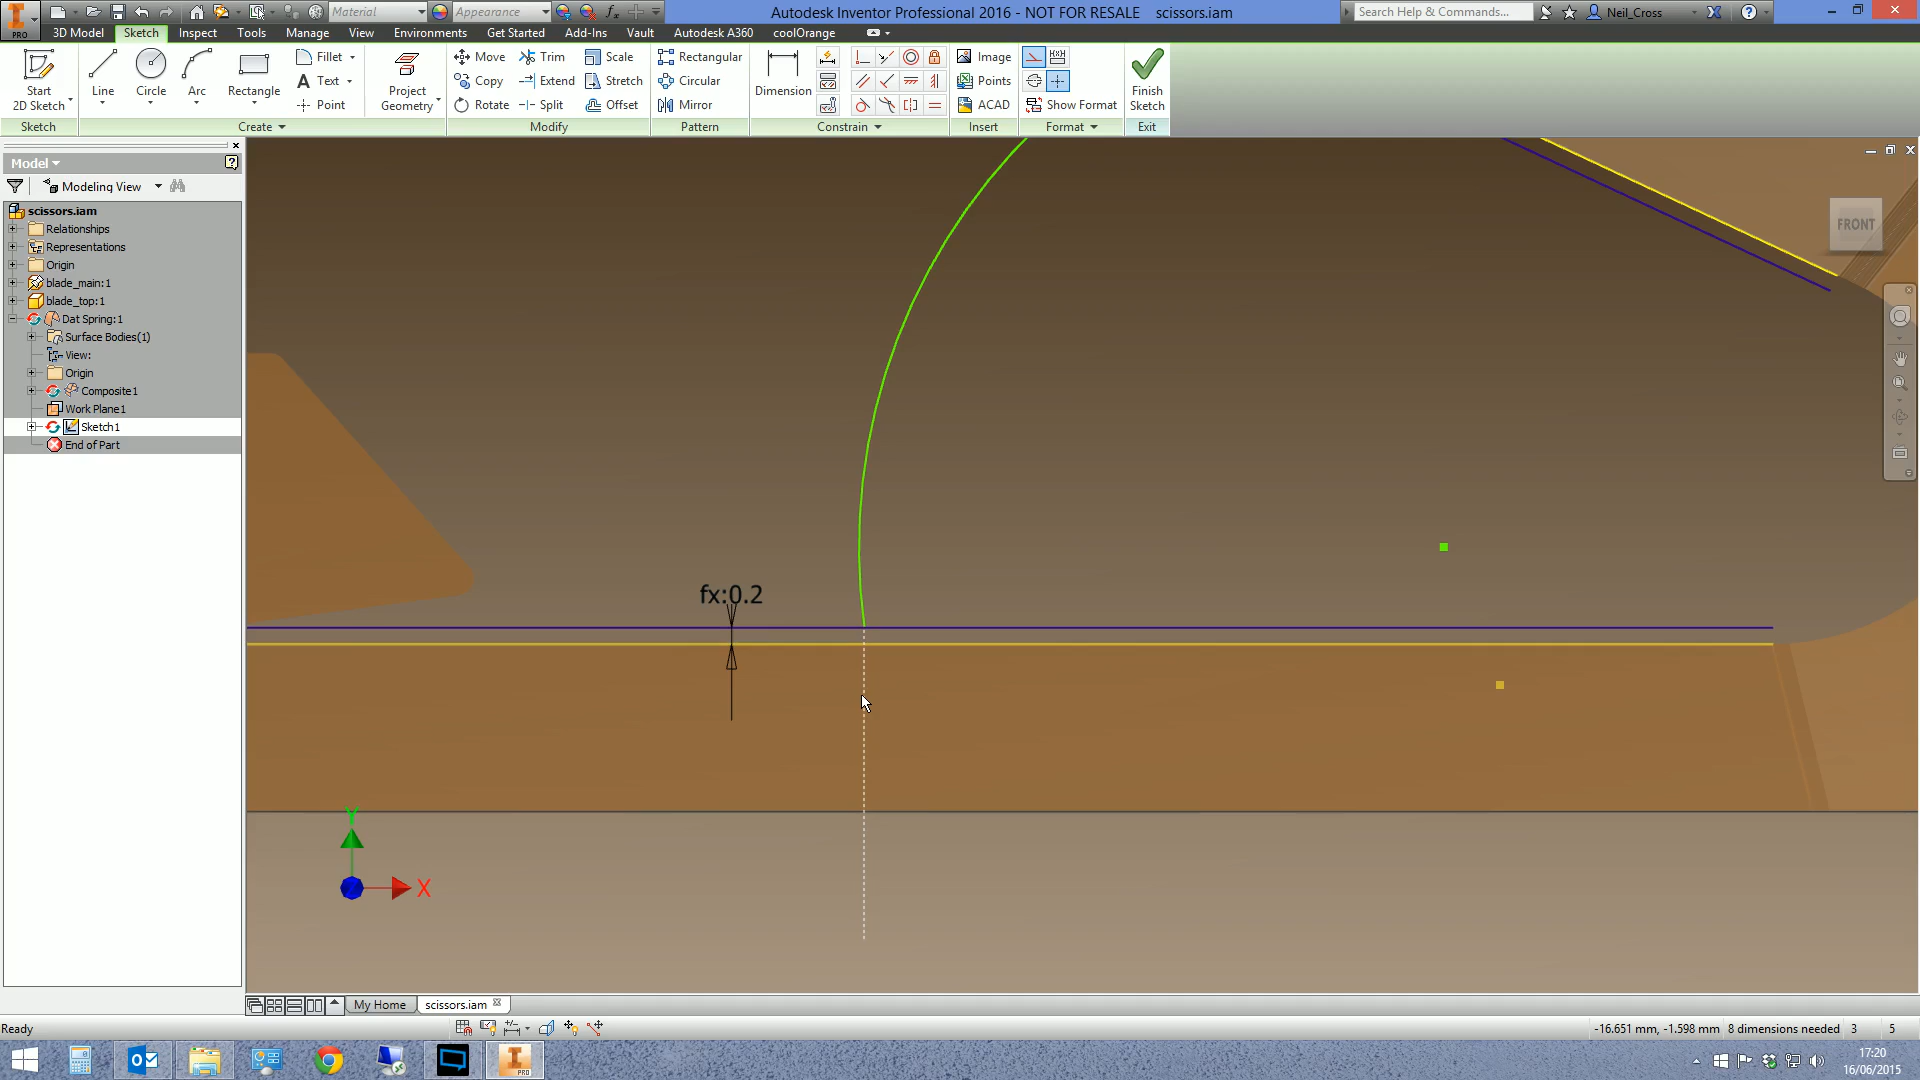 Material
Appearance
Autodesk Inventor Professional 2016 - NOT FOR RESALE scissors.iam
Search Help & Commands...
Neil_Cross
PRO
3D Model Sketch Inspect Tools Manage View Environments Get Started Add-Ins Vault Autodesk A360 coolOrange
Start 2D Sketch
Line
Circle
Arc
Rectangle
Fillet
Text
Point
Project Geometry
Move
Copy
Rotate
Trim
Extend
Split
Scale
Stretch
Offset
Rectangular
Circular
Mirror
Dimension
Image
Points
ACAD
Show Format
Finish Sketch
Sketch Create Modify Pattern Constrain Insert Format Exit
Model
Modeling View
scissors.iam
Relationships
Representations
Origin
blade_main:1
blade_top:1
Dat Spring:1
Surface Bodies(1)
View:
Origin
Composite1
Work Plane1
Sketch1
End of Part
FRONT
fx:0.2
Y
X
My Home
scissors.iam
Ready
-16.651 mm, -1.598 mm 8 dimensions needed 3 5
PRO
17:20
16/06/2015